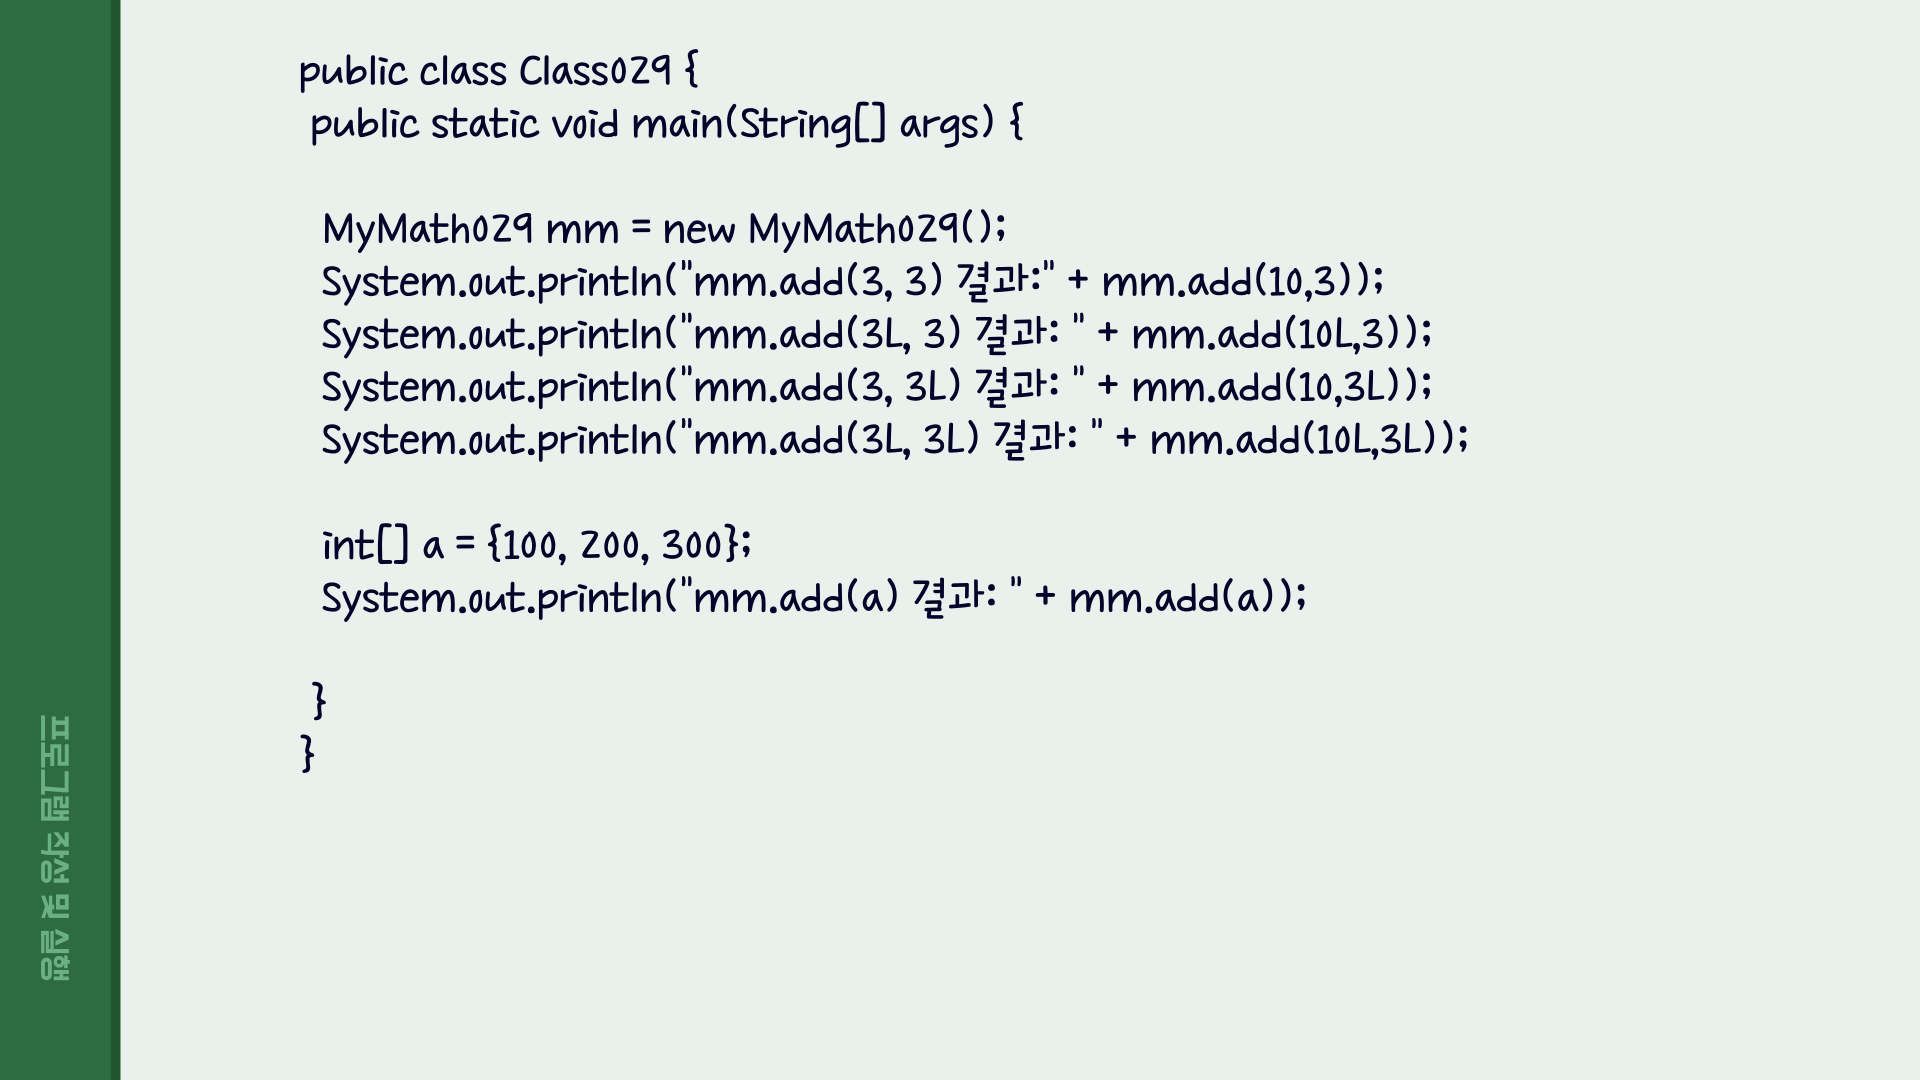 public class Class029 {
public static void main(String[] args) {
MyMath029 mm = new MyMath029();
System.out.println("mm.add(3, 3) 결과:" + mm.add(10,3));
System.out.println("mm.add(3L, 3) 결과: " + mm.add(10L,3));
System.out.println("mm.add(3, 3L) 결과: " + mm.add(10,3L));
System.out.println("mm.add(3L, 3L) 결과: " + mm.add(10L,3L));
int[] a = {100, 200, 300};
System.out.println("mm.add(a) 결과: " + mm.add(a));
}
}
프로그램 작성 및 실행